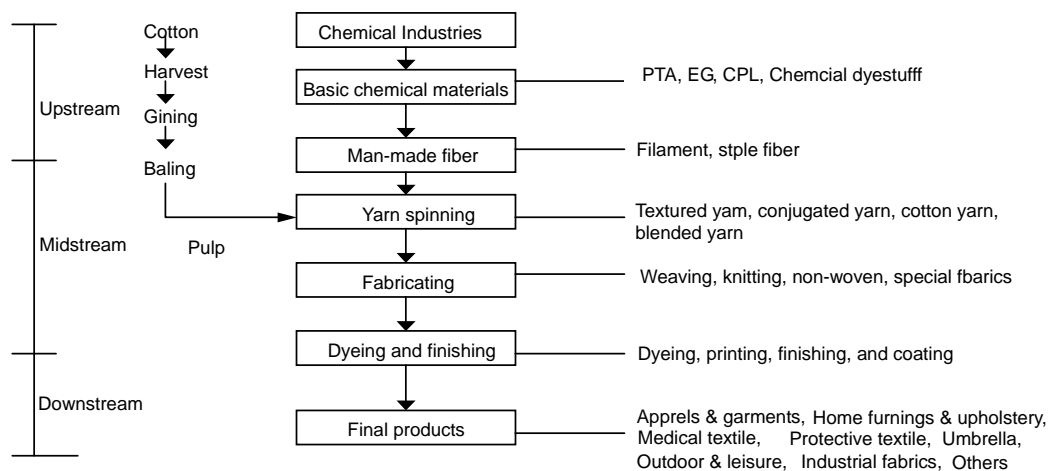 Cotton
Harvest
Gining
Baling
Pulp
Upstream
Midstream
Downstream
Chemical Industries
Basic chemical materials
PTA, EG, CPL, Chemcial dyestufff
Man-made fiber
Filament, stple fiber
Yarn spinning
Textured yam, conjugated yarn, cotton yarn,
blended yarn
Fabricating
Weaving, knitting, non-woven, special fbarics
Dyeing and finishing
Dyeing, printing, finishing, and coating
Final products
Apprels & garments, Home furnings & upholstery,
Medical textile, Protective textile, Umbrella,
Outdoor & leisure, Industrial fabrics, Others